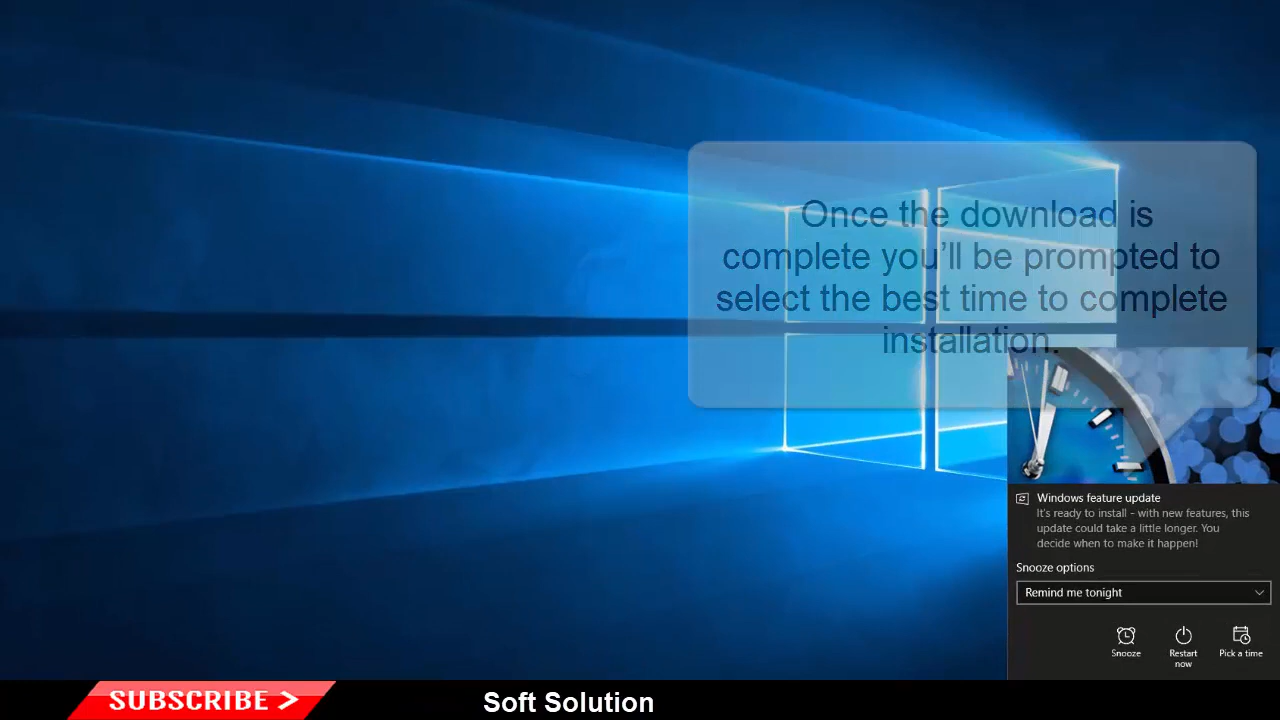 Once the download is
complete you’ll be prompted to
select the best time to complete
installation.
Windows feature update
It's ready to install - with new features, this
update could take a little longer. You
decide when to make it happen!
Snooze options
Remind me tonight
Snooze
Restart
now
Pick a time
SUBSCRIBE >
Soft Solution